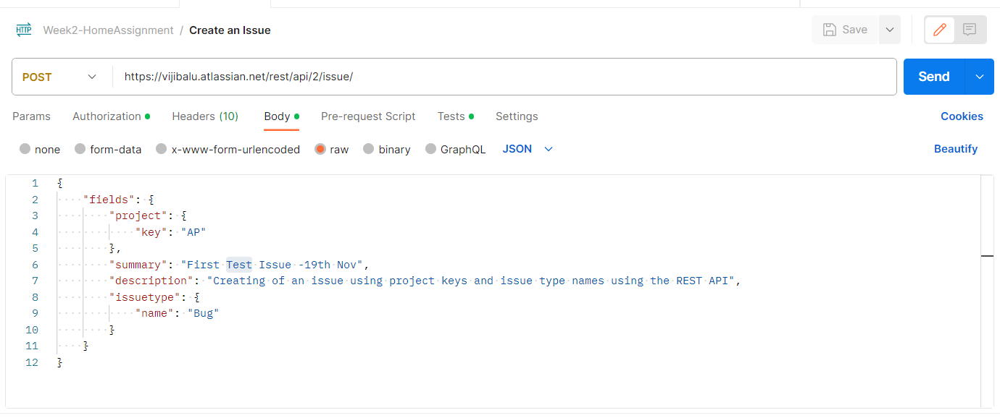 HTTP Week2-HomeAssignment / Create an Issue Save
POST https://vijibalu.atlassian.net/rest/api/2/issue/ Send
Params Authorization Headers (10) Body Pre-request Script Tests Settings Cookies
none form-data x-www-form-urlencoded raw binary GraphQL JSON Beautify
1 {
2 "fields": {
3 "project": {
4 "key": "AP"
5 },
6 "summary": "First Test Issue -19th Nov",
7 "description": "Creating of an issue using project keys and issue type names using the REST API",
8 "issuetype": {
9 "name": "Bug"
10 }
11 }
12 }